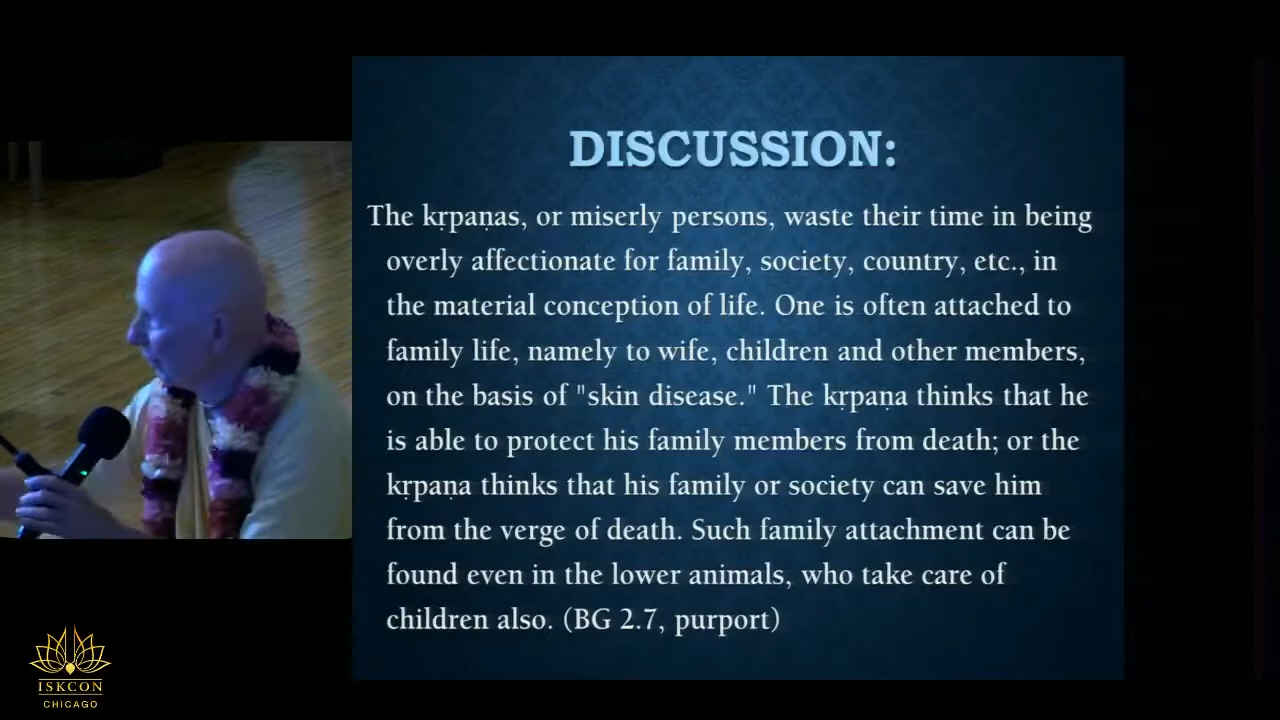 DISCUSSION:
The kṛpaṇas, or miserly persons, waste their time in being
overly affectionate for family, society, country, etc., in
the material conception of life. One is often attached to
family life, namely to wife, children and other members,
on the basis of "skin disease." The kṛpaṇa thinks that he
is able to protect his family members from death; or the
kṛpaṇa thinks that his family or society can save him
from the verge of death. Such family attachment can be
found even in the lower animals, who take care of
children also. (BG 2.7, purport)
ISKCON
CHICAGO